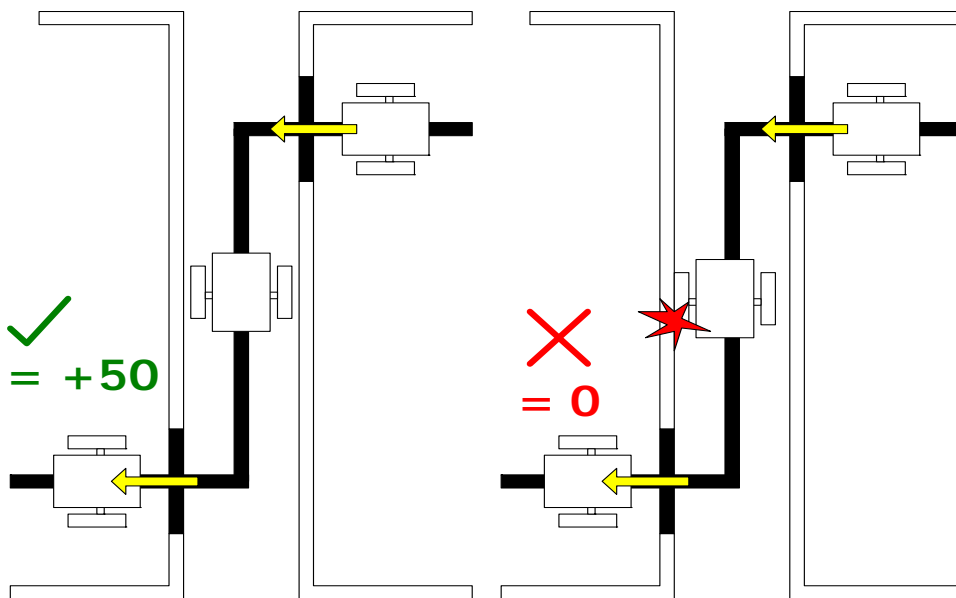 = +50
= 0